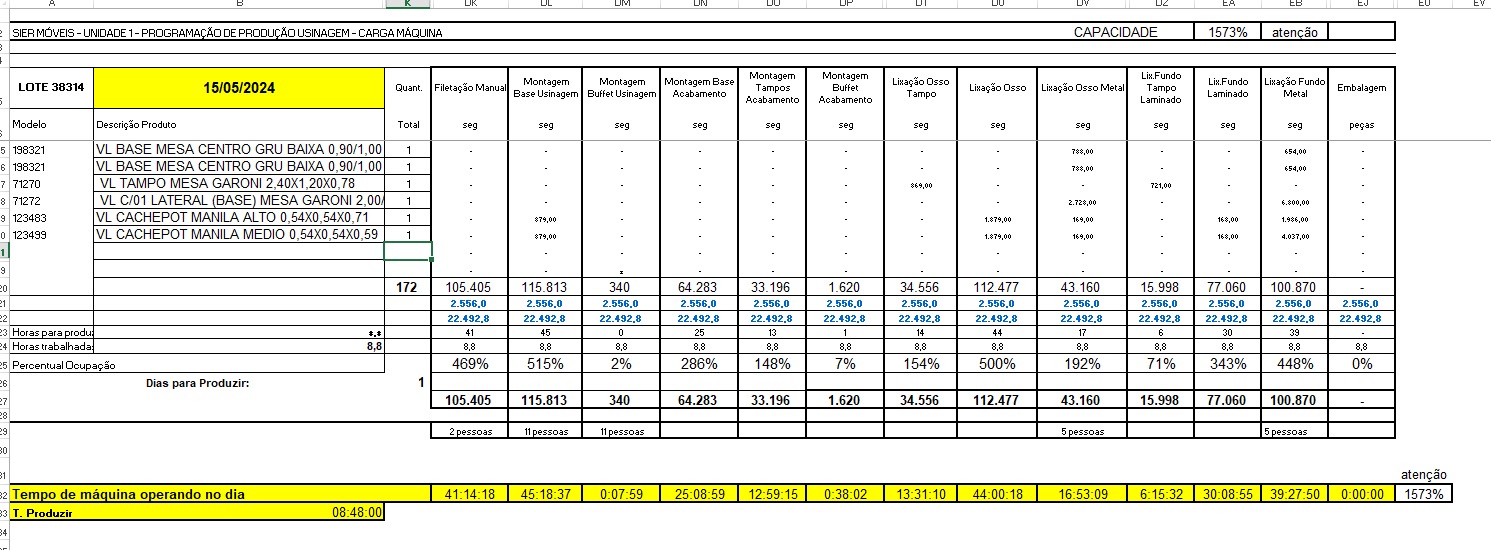 A B K DK DL DM DN DO DP DT DU DV DZ EA EB EJ EU EV
SIER MÓVEIS - UNIDADE 1 - PROGRAMAÇÃO DE PRODUÇÃO USINAGEM - CARGA MÁQUINA CAPACIDADE 1573% atenção
LOTE 38314 15/05/2024 Quant. Filetação Manual Montagem Base Usinagem Montagem Buffet Usinagem Montagem Base Acabamento Montagem Tampos Acabamento Montagem Buffet Acabamento Lixação Osso Tampo Lixação Osso Lixação Osso Metal Lix.Fundo Tampo Laminado Lix.Fundo Laminado Lixação Fundo Metal Embalagem
Modelo Descrição Produto Total seg seg seg seg seg seg seg seg seg seg seg seg peças
198321 VL BASE MESA CENTRO GRU BAIXA 0,90/1,00 1 - - - - - - - - 788,00 - - 654,00 -
198321 VL BASE MESA CENTRO GRU BAIXA 0,90/1,00 1 - - - - - - - - 788,00 - - 654,00 -
71270 VL TAMPO MESA GARONI 2,40X1,20X0,78 1 - - - - - - 869,00 - - 721,00 - - -
71272 VL C/01 LATERAL (BASE) MESA GARONI 2,00/ 1 - - - - - - - - 2.728,00 - - 6.800,00 -
123483 VL CACHEPOT MANILA ALTO 0,54X0,54X0,71 1 - 879,00 - - - - - 1.879,00 169,00 - 168,00 1.986,00 -
123499 VL CACHEPOT MANILA MEDIO 0,54X0,54X0,59 1 - 879,00 - - - - - 1.879,00 169,00 - 168,00 4.037,00 -
- - - - - - - - - - - - -
- - - - - - - - - - - -
172 105.405 115.813 340 64.283 33.196 1.620 34.556 112.477 43.160 15.998 77.060 100.870 -
2.556,0 2.556,0 2.556,0 2.556,0 2.556,0 2.556,0 2.556,0 2.556,0 2.556,0 2.556,0 2.556,0 2.556,0 2.556,0
22.492,8 22.492,8 22.492,8 22.492,8 22.492,8 22.492,8 22.492,8 22.492,8 22.492,8 22.492,8 22.492,8 22.492,8 22.492,8
Horas para produz *,* 41 45 0 25 13 1 14 44 17 6 30 39 -
Horas trabalhadas 8,8 8,8 8,8 8,8 8,8 8,8 8,8 8,8 8,8 8,8 8,8 8,8 8,8 8,8
Percentual Ocupação 469% 515% 2% 286% 148% 7% 154% 500% 192% 71% 343% 448% 0%
Dias para Produzir: 1
105.405 115.813 340 64.283 33.196 1.620 34.556 112.477 43.160 15.998 77.060 100.870 -
2 pessoas 11 pessoas 11 pessoas 5 pessoas 5 pessoas
atenção
Tempo de máquina operando no dia 41:14:18 45:18:37 0:07:59 25:08:59 12:59:15 0:38:02 13:31:10 44:00:18 16:53:09 6:15:32 30:08:55 39:27:50 0:00:00 1573%
T. Produzir 08:48:00